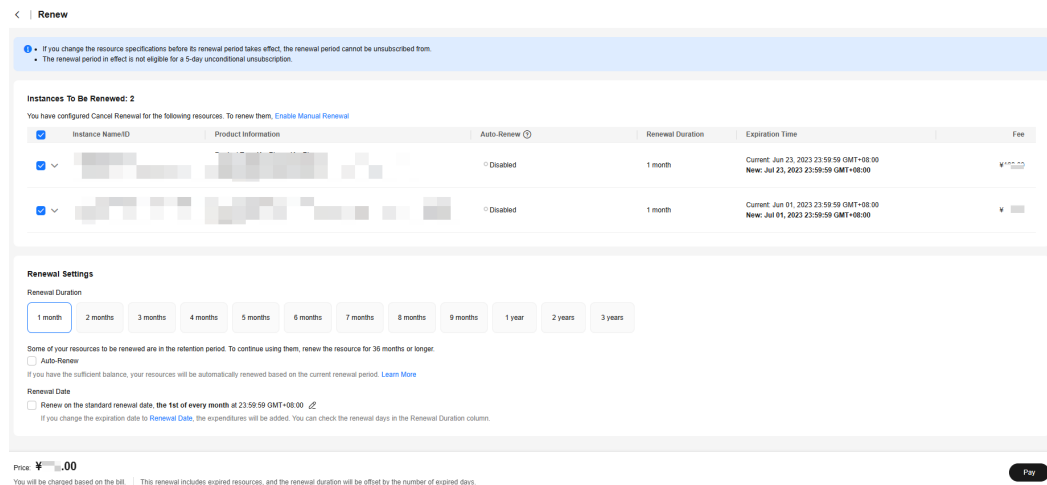 Renew
If you change the resource specifications before its renewal period takes effect, the renewal period cannot be unsubscribed from.
The renewal period in effect is not eligible for a 5-day unconditional unsubscription.
Instances To Be Renewed: 2
You have configured Cancel Renewal for the following resources. To renew them, Enable Manual Renewal
Instance Name/ID Product Information Auto-Renew Renewal Duration Expiration Time Fee
Disabled 1 month Current: Jun 23, 2023 23:59:59 GMT+08:00 ¥
New: Jul 23, 2023 23:59:59 GMT+08:00
Disabled 1 month Current: Jun 01, 2023 23:59:59 GMT+08:00 ¥
New: Jul 01, 2023 23:59:59 GMT+08:00
Renewal Settings
Renewal Duration
1 month 2 months 3 months 4 months 5 months 6 months 7 months 8 months 9 months 1 year 2 years 3 years
Some of your resources to be renewed are in the retention period. To continue using them, renew the resource for 36 months or longer.
Auto-Renew
If you have the sufficient balance, your resources will be automatically renewed based on the current renewal period. Learn More
Renewal Date
Renew on the standard renewal date, the 1st of every month at 23:59:59 GMT+08:00
If you change the expiration date to Renewal Date, the expenditures will be added. You can check the renewal days in the Renewal Duration column.
Price: ¥ .00
Pay
You will be charged based on the bill. This renewal includes expired resources, and the renewal duration will be offset by the number of expired days.